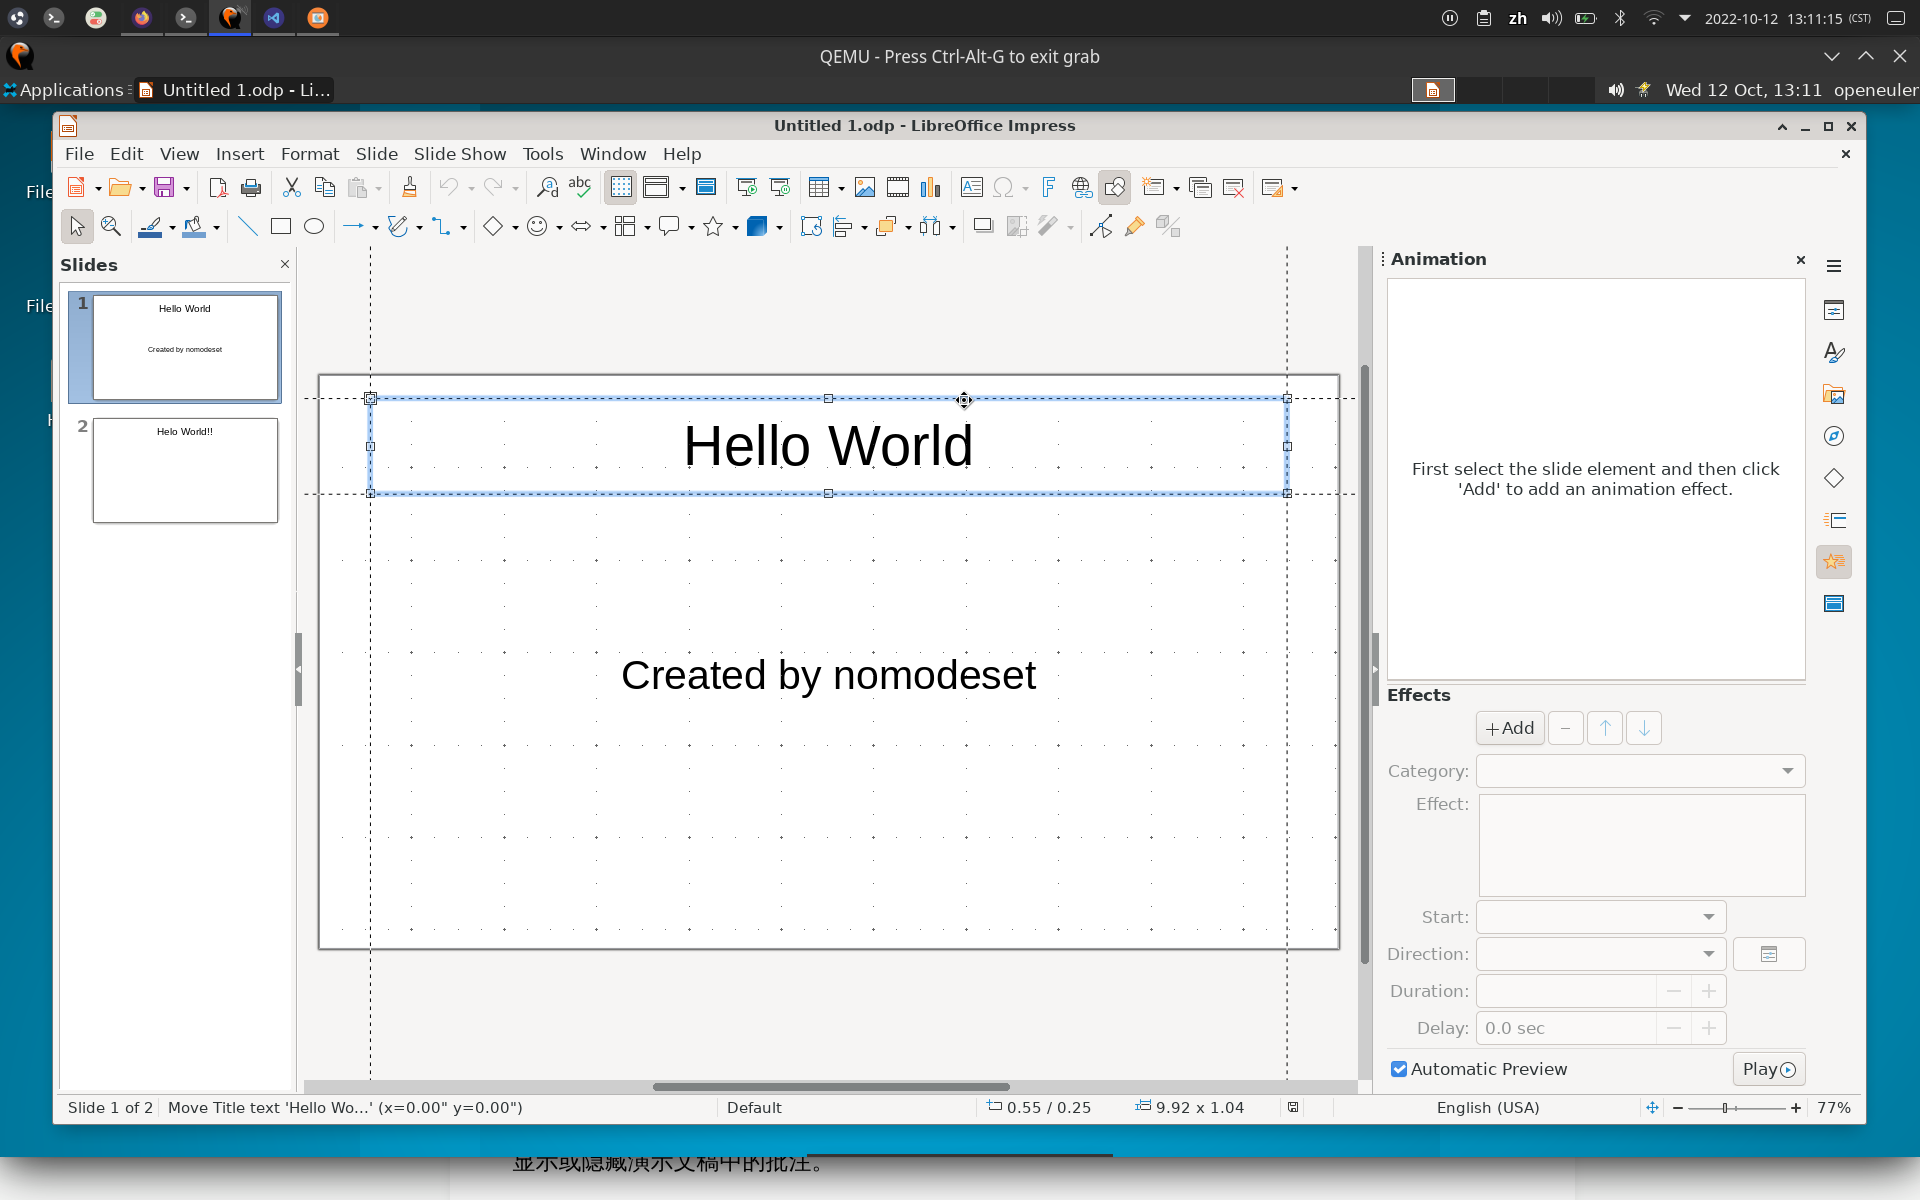 zh
2022-10-12 13:11:15 (CST)
QEMU - Press Ctrl-Alt-G to exit grab
Applications
Untitled 1.odp - Li...
Wed 12 Oct, 13:11 openeuler
Untitled 1.odp - LibreOffice Impress
File Edit View Insert Format Slide Slide Show Tools Window Help
File
File
Slides
1
Hello World
Created by nomodeset
2
Helo World!!
Hello World
Created by nomodeset
Animation
First select the slide element and then click
'Add' to add an animation effect.
Effects
Add
Category:
Effect:
Start:
Direction:
Duration:
Delay: 0.0 sec
Automatic Preview
Play
Slide 1 of 2
Move Title text 'Hello Wo...' (x=0.00" y=0.00")
Default
0.55 / 0.25
9.92 x 1.04
English (USA)
77%
显示或隐藏演示文稿中的批注。